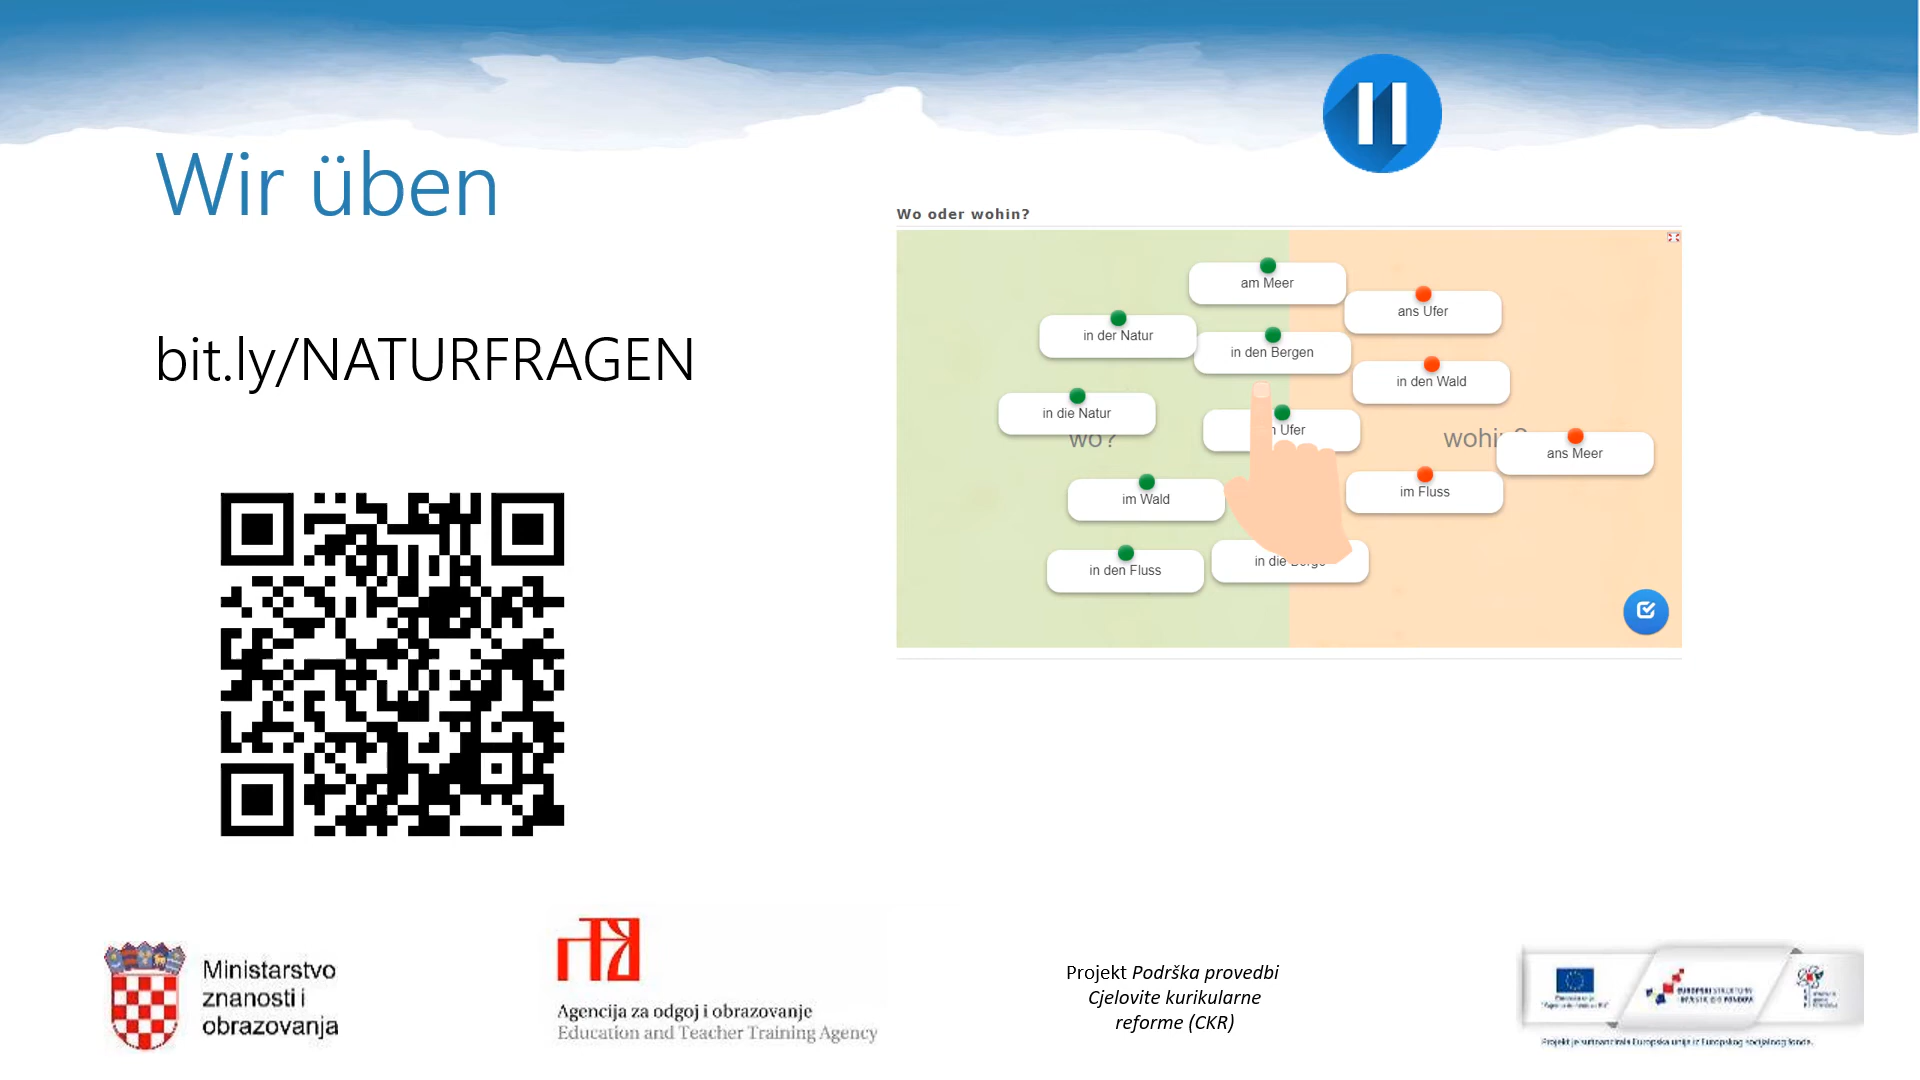 Wir üben
bit.ly/NATURFRAGEN
Wo oder wohin?
am Meer
ans Ufer
in der Natur
in den Bergen
in den Wald
in die Natur
Ufer
wo?
ans Meer
im Wald
im Fluss
in den Fluss
in die
Ministarstvo
znanosti i
obrazovanja
Agencija za odgoj i obrazovanje
Education and Teacher Training Agency
Projekt Podrška provedbi
Cjelovite kurikularne
reforme (CKR)
EUROPSKI STRUKTURNI
I INVESTICIJSKI FONDOVI
Projekt je sufinancirala Europska unija iz Europskog socijalnog fonda.